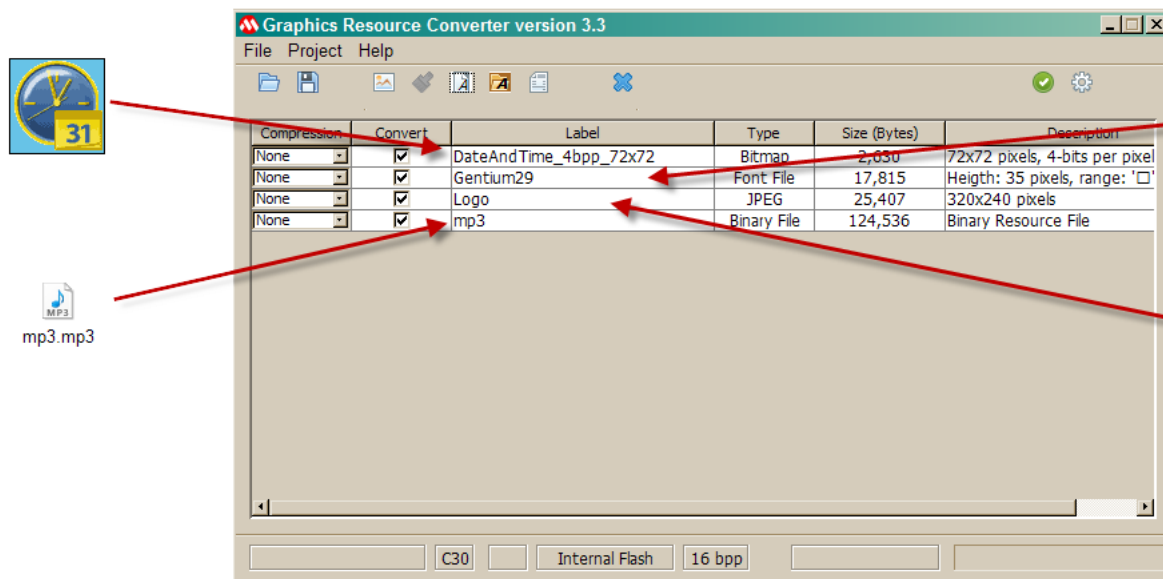 Graphics Resource Converter version 3.3
File Project Help
31
Compression Convert Label Type Size (Bytes) Description
None DateAndTime_4bpp_72x72 Bitmap 2,630 72x72 pixels, 4-bits per pixel
None Gentium29 Font File 17,815 Heigth: 35 pixels, range: '□'
None Logo JPEG 25,407 320x240 pixels
None mp3 Binary File 124,536 Binary Resource File
MP3
mp3.mp3
C30 Internal Flash 16 bpp